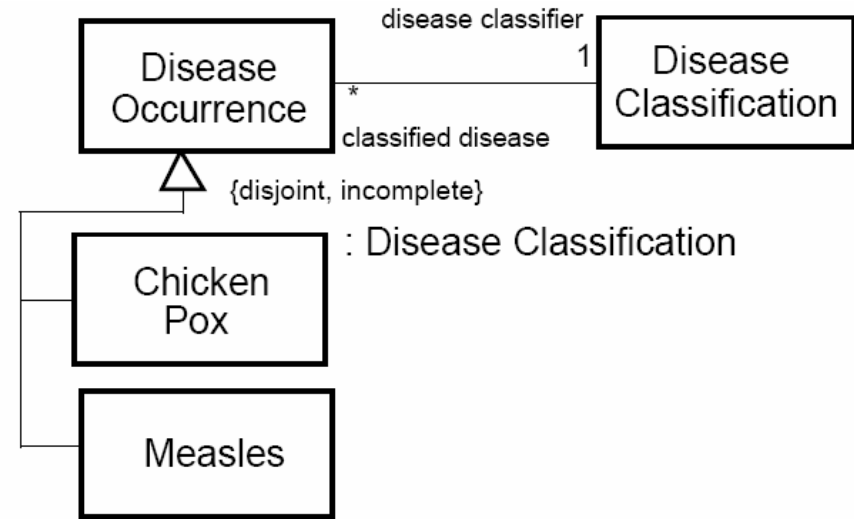 disease classifier
Disease
Occurrence
1
*
Disease
Classification
classified disease
{disjoint, incomplete}
: Disease Classification
Chicken
Pox
Measles